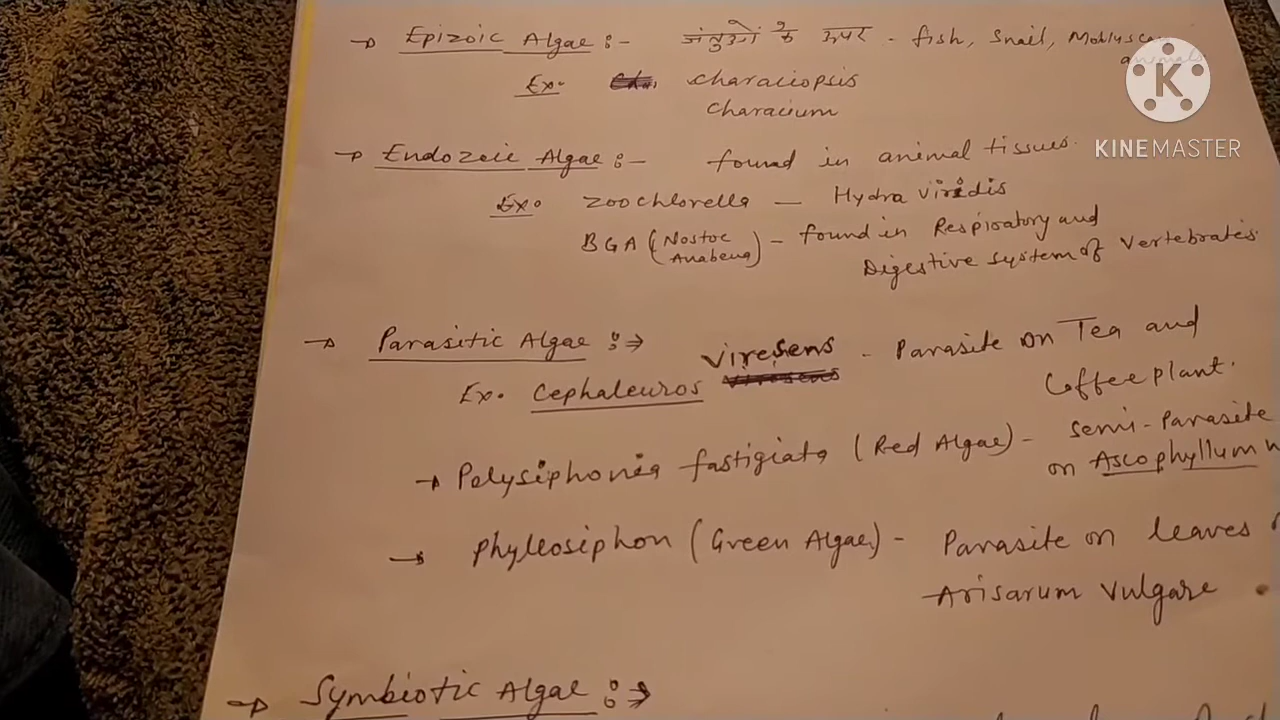 → Epizoic Algae :- जंतुओं के ऊपर - fish, Snail, Mollusca
animals
Ex. characiopsis
characium
→ Endozoic Algae :- found in animal tissues.
Ex. zoochlorella — Hydra viridis
BGA (Nostoc Anabena) - found in Respiratory and
Digestive system of Vertebrates.
→ Parasitic Algae :→
Ex. Cephaleuros Viresens - Parasite on Tea and
Coffee plant.
→ Polysiphonia fastigiata (Red Algae) - Semi-Parasite
on Ascophyllum
→ Phyllosiphon (Green Algae) - Parasite on leaves
Arisarum vulgare
→ Symbiotic Algae :→
K
KINEMASTER